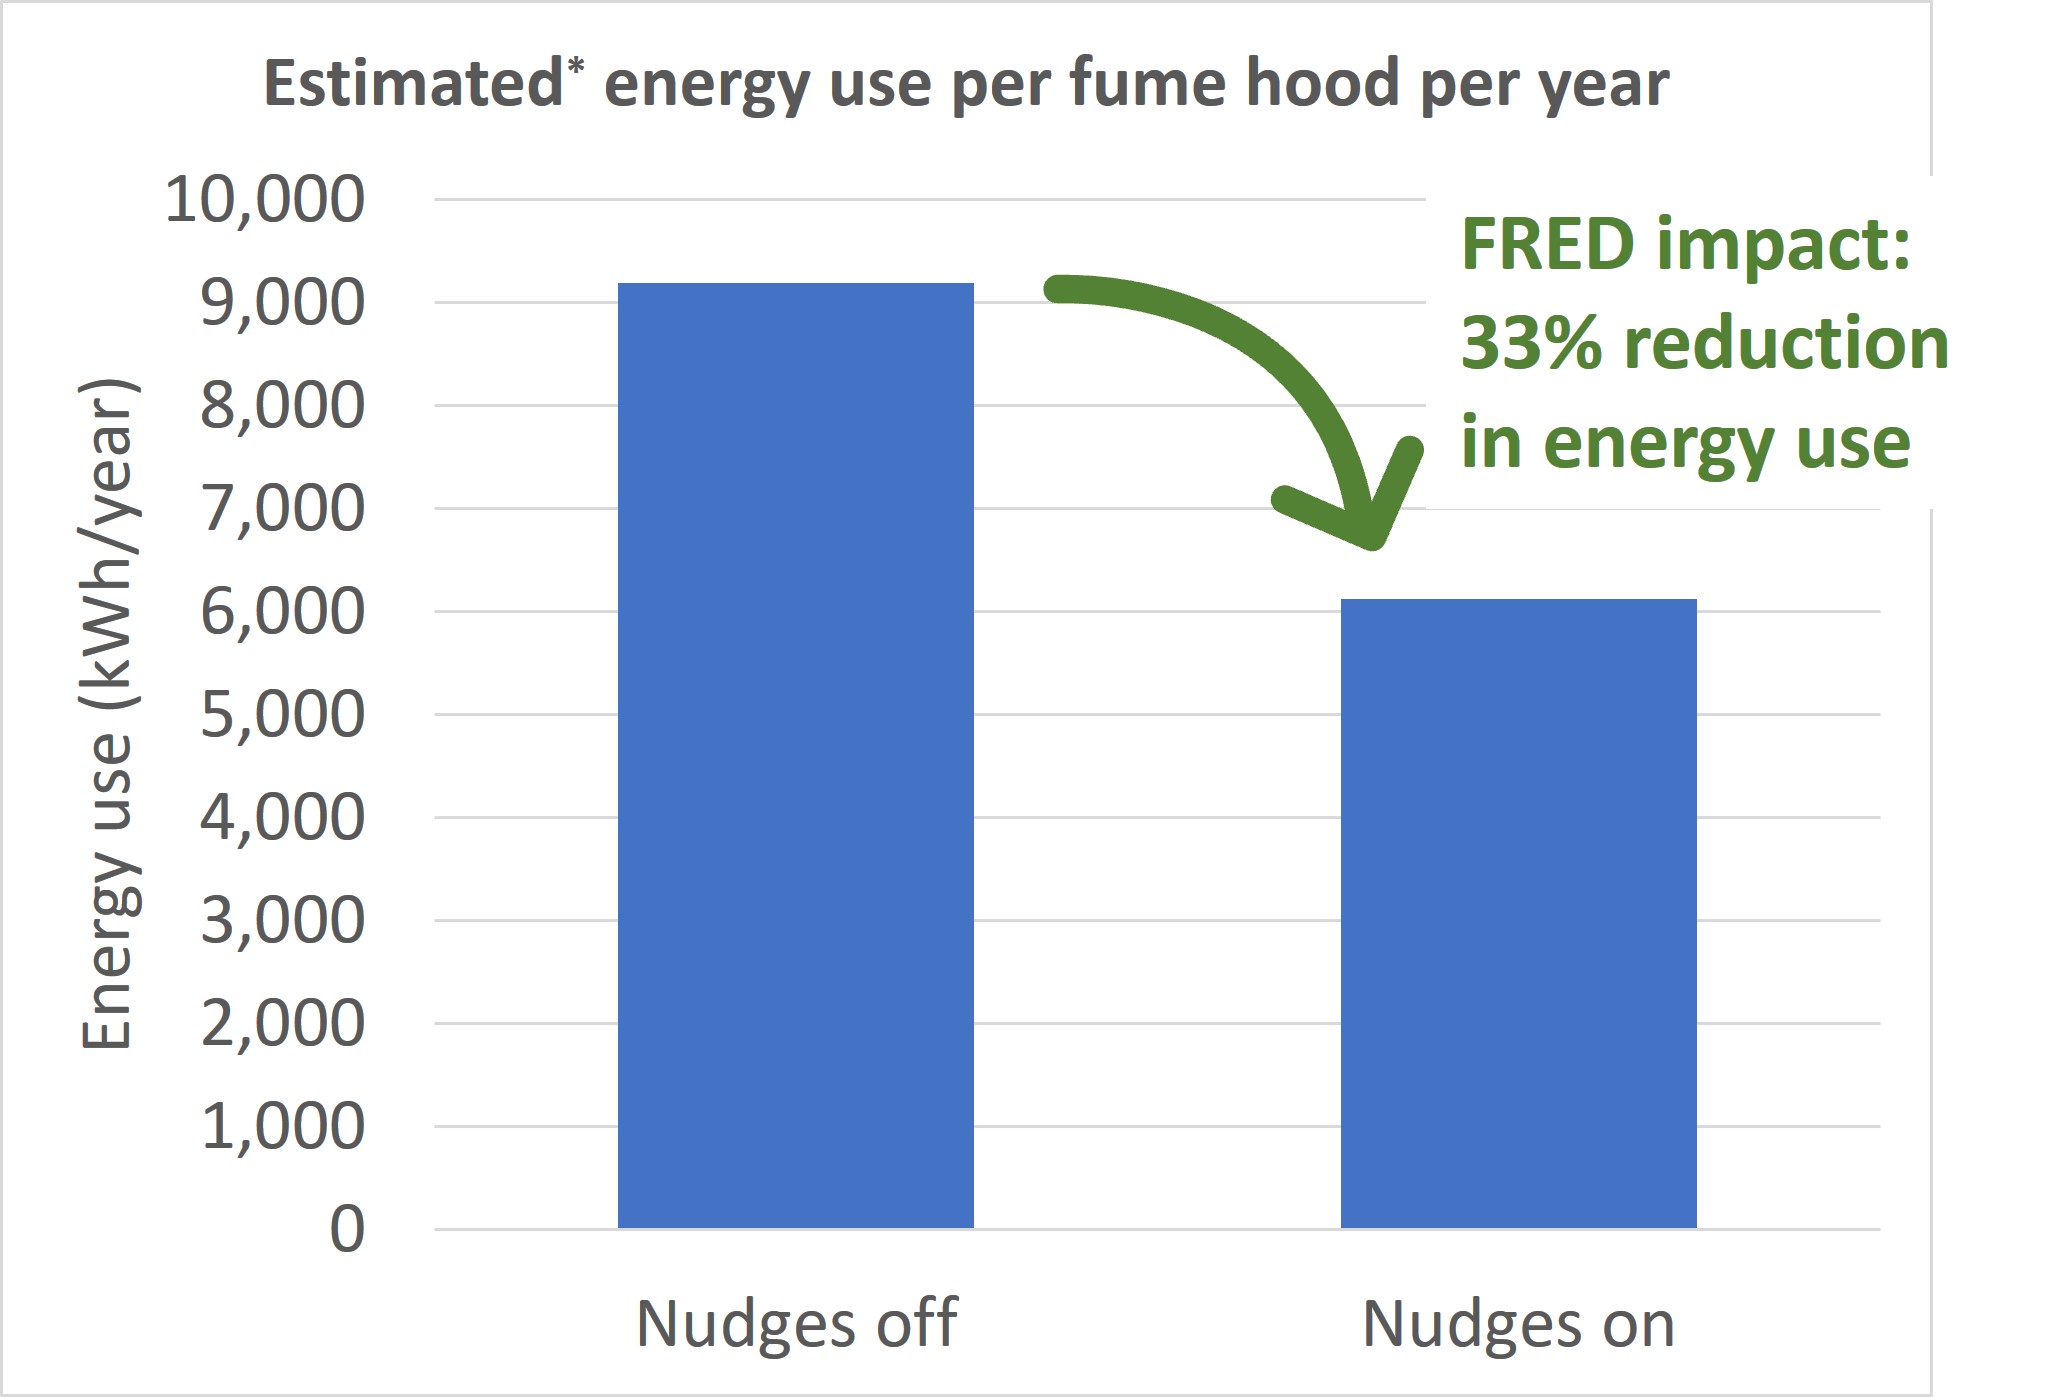 Estimated* energy use per fume hood per year
10,000
9,000
8,000
7,000
6,000
5,000
4,000
3,000
2,000
1,000
0
Energy use (kWh/year)
FRED impact:
33% reduction
in energy use
Nudges off
Nudges on